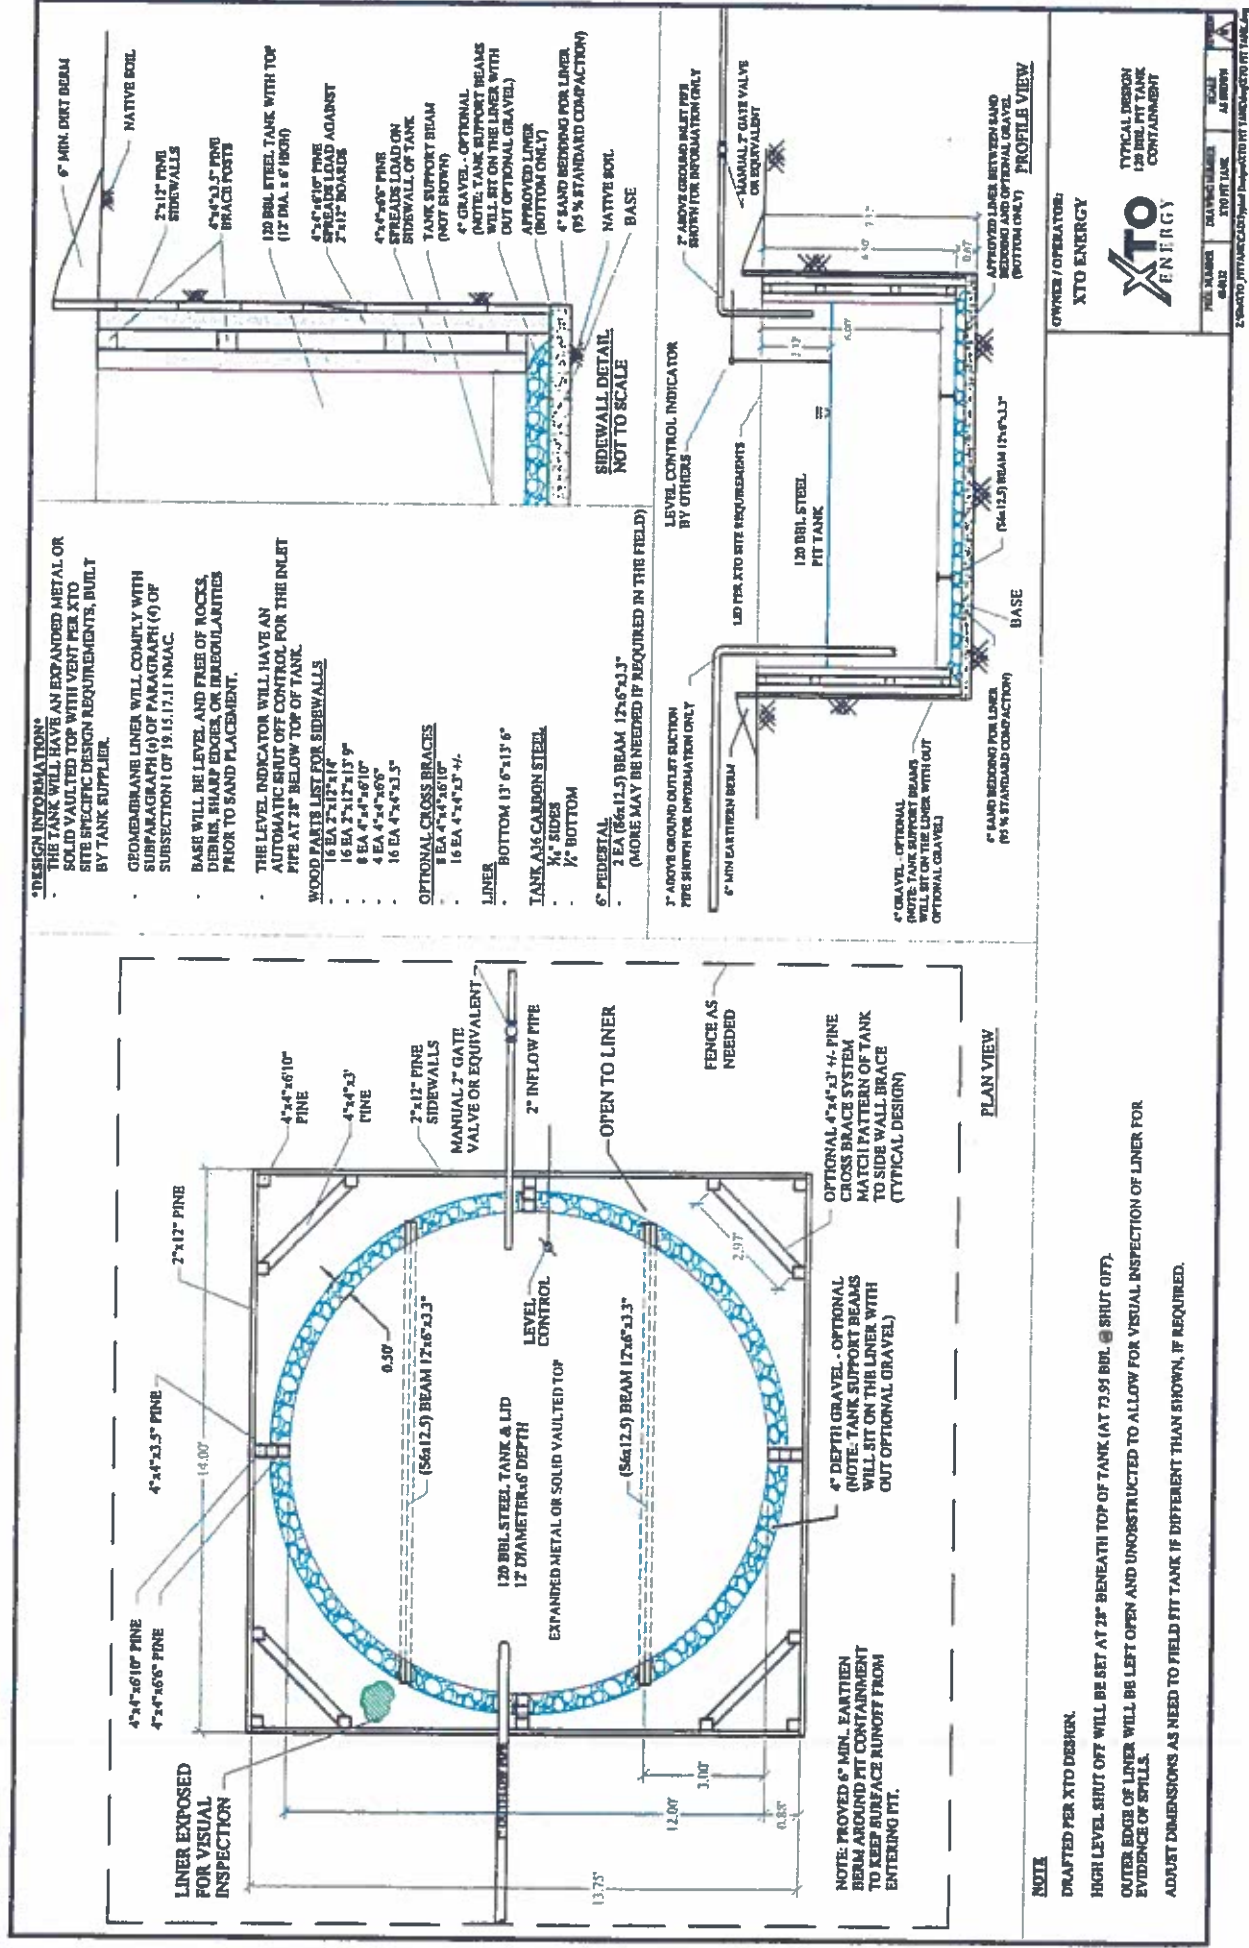 *DESIGN INFORMATION*
- THE TANK WILL HAVE AN EXPANDED METAL OR
SOLID VAULTED TOP WITH VENT PER XTO
SITE SPECIFIC DESIGN REQUIREMENTS, BUILT
BY TANK SUPPLIER.
- GEOMEMBRANE LINER WILL COMPLY WITH
SUBPARAGRAPH (a) OF PARAGRAPH (4) OF
SUBSECTION I OF 19.15.17.11 NMAC.
- BASE WILL BE LEVEL AND FREE OF ROCKS,
DEBRIS, SHARP EDGES, OR IRREGULARITIES
PRIOR TO SAND PLACEMENT.
- THE LEVEL INDICATOR WILL HAVE AN
AUTOMATIC SHUT OFF CONTROL FOR THE INLET
PIPE AT 28" BELOW TOP OF TANK.
WOOD PARTS LIST FOR SIDEWALLS
- 16 EA 2"x12"x14'
- 16 EA 2"x12"x13'9"
- 8 EA 4"x4"x6'10"
- 4 EA 4"x4"x6'6"
- 16 EA 4"x4"x3.5"
OPTIONAL CROSS BRACES
- 8 EA 4"x4"x6'10"
- 16 EA 4"x4"x3' +/-
LINER
- BOTTOM 13' 6"x13' 6"
TANK A36 CARBON STEEL
SIDES
- ¼" BOTTOM
6" PEDESTAL
- 2 EA (S6x12.5) BEAM 12'x6"x3.3"
(MORE MAY BE NEEDED IF REQUIRED IN THE FIELD)
6" MIN. DIRT BERM
NATIVE SOIL
2"x12" PINE
SIDEWALLS
4"x4"x3.5" PINE
BRACE POSTS
120 BBL STEEL TANK WITH TOP
(12' DIA. x 6' HIGH)
4"x4"x6'10" PINE
SPREADS LOAD AGAINST
2"x12" BOARDS
4"x4"x6'6" PINE
SPREADS LOAD ON
SIDEWALL OF TANK
TANK SUPPORT BEAM
(NOT SHOWN)
4" GRAVEL - OPTIONAL
(NOTE: TANK SUPPORT BEAMS
WILL SIT ON THE LINER WITH
OUT OPTIONAL GRAVEL)
APPROVED LINER
(BOTTOM ONLY)
4" SAND BEDDING FOR LINER
(95 % STANDARD COMPACTION)
NATIVE SOIL
BASE
SIDEWALL DETAIL
NOT TO SCALE
LINER EXPOSED
FOR VISUAL
INSPECTION
4"x4"x6'10" PINE
4"x4"x6'6" PINE
4"x4"x3.5" PINE
2"x12" PINE
4"x4"x6'10"
PINE
4"x4"x3'
PINE
2"x12" PINE
SIDEWALLS
MANUAL 2" GATE
VALVE OR EQUIVALENT
2" INFLOW PIPE
OPEN TO LINER
FENCE AS
NEEDED
14.00'
0.50'
(S6x12.5) BEAM 12'x6"x3.3"
LEVEL
CONTROL
120 BBL STEEL TANK & LID
12' DIAMETERx6' DEPTH
EXPANDED METAL OR SOLID VAULTED TOP
(S6x12.5) BEAM 12'x6"x3.3"
2.97'
3.00'
12.00'
0.88'
13.75'
OPTIONAL 4"x4"x3' +/- PINE
CROSS BRACE SYSTEM
MATCH PATTERN OF TANK
TO SIDE WALL BRACE
(TYPICAL DESIGN)
4" DEPTH GRAVEL - OPTIONAL
(NOTE: TANK SUPPORT BEAMS
WILL SIT ON THE LINER WITH
OUT OPTIONAL GRAVEL)
NOTE: PROVED 6" MIN. EARTHEN
BERM AROUND PIT CONTAINMENT
TO KEEP SURFACE RUNOFF FROM
ENTERING PIT.
PLAN VIEW
3" ABOVE GROUND OUTLET SUCTION
PIPE SHOWN FOR INFORMATION ONLY
6" MIN EARTHEN BERM
LEVEL CONTROL INDICATOR
BY OTHERS
LID PER XTO SITE REQUIREMENTS
120 BBL STEEL
PIT TANK
2" ABOVE GROUND INLET PIPE
SHOWN FOR INFORMATION ONLY
MANUAL 2" GATE VALVE
OR EQUIVALENT
6.00'
0.67'
4" GRAVEL - OPTIONAL
(NOTE: TANK SUPPORT BEAMS
WILL SIT ON THE LINER WITH OUT
OPTIONAL GRAVEL)
SAND BEDDING FOR LINER
(95 % STANDARD COMPACTION)
BASE
(S6x12.5) BEAM 12'x6"x3.3"
APPROVED LINER BETWEEN SAND
BEDDING AND OPTIONAL GRAVEL
(BOTTOM ONLY)
PROFILE VIEW
NOTE
DRAFTED PER XTO DESIGN.
HIGH LEVEL SHUT OFF WILL BE SET AT 28" BENEATH TOP OF TANK (AT 73.95 BBL @ SHUT OFF).
OUTER EDGE OF LINER WILL BE LEFT OPEN AND UNOBSTRUCTED TO ALLOW FOR VISUAL INSPECTION OF LINER FOR
EVIDENCE OF SPILLS.
ADJUST DIMENSIONS AS NEED TO FIELD FIT TANK IF DIFFERENT THAN SHOWN, IF REQUIRED.
OWNER / OPERATOR:
XTO ENERGY
XTO
ENERGY
TYPICAL DESIGN
120 BBL PIT TANK
CONTAINMENT
DRAWING NUMBER
XTO PIT TANK
SCALE
AS SHOWN